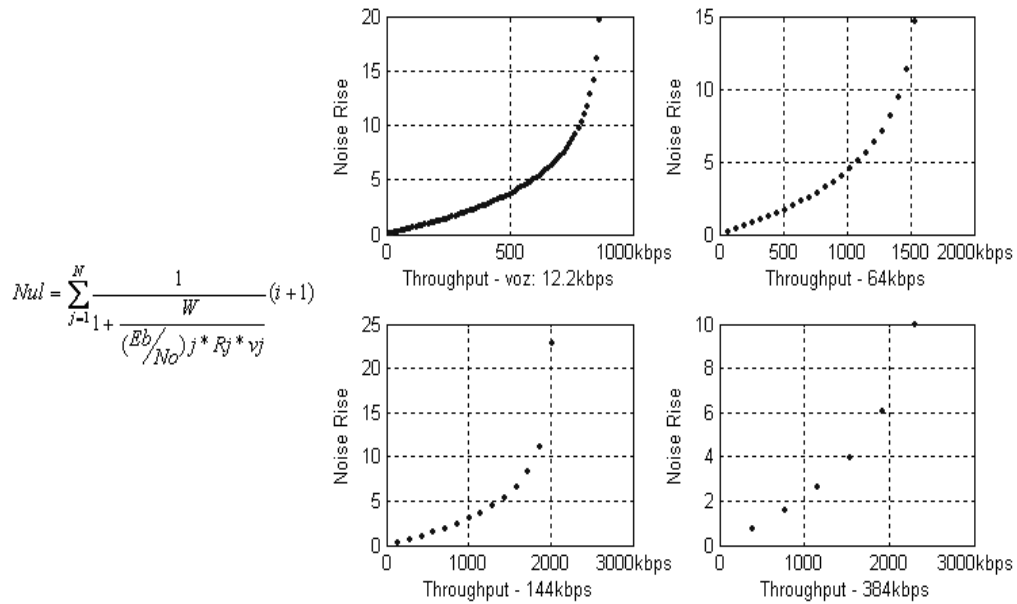 Nul = \sum_{j=1}^{N} \frac{1}{1 + \frac{W}{(Eb/No)j * Rj * vj}} (i + 1)
20
15
10
5
0
Noise Rise
0 500 1000kbps
Throughput - voz: 12.2kbps
15
10
5
0
Noise Rise
0 500 1000 1500 2000kbps
Throughput - 64kbps
25
20
15
10
5
0
Noise Rise
0 1000 2000 3000kbps
Throughput - 144kbps
10
8
6
4
2
0
Noise Rise
0 1000 2000 3000kbps
Throughput - 384kbps